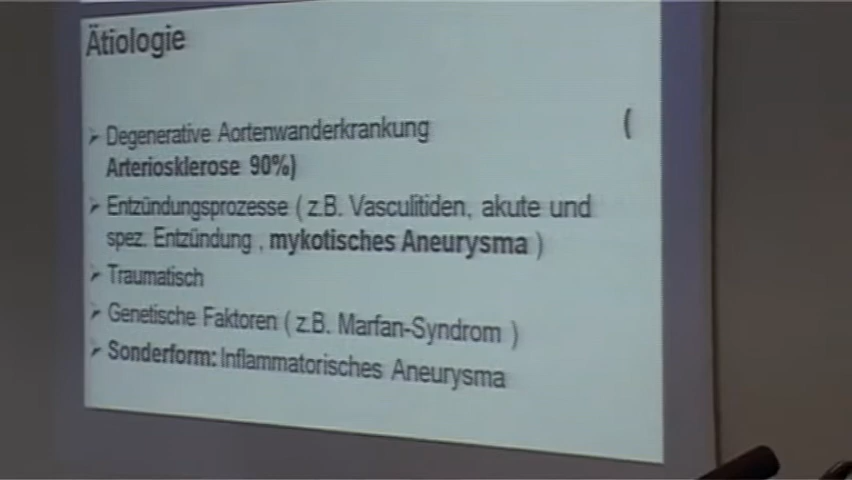 Ätiologie
Degenerative Aortenwanderkrankung (
Arteriosklerose 90%)
Entzündungsprozesse ( z.B. Vasculitiden, akute und
spez. Entzündung , mykotisches Aneurysma )
Traumatisch
Genetische Faktoren ( z.B. Marfan-Syndrom )
Sonderform: Inflammatorisches Aneurysma